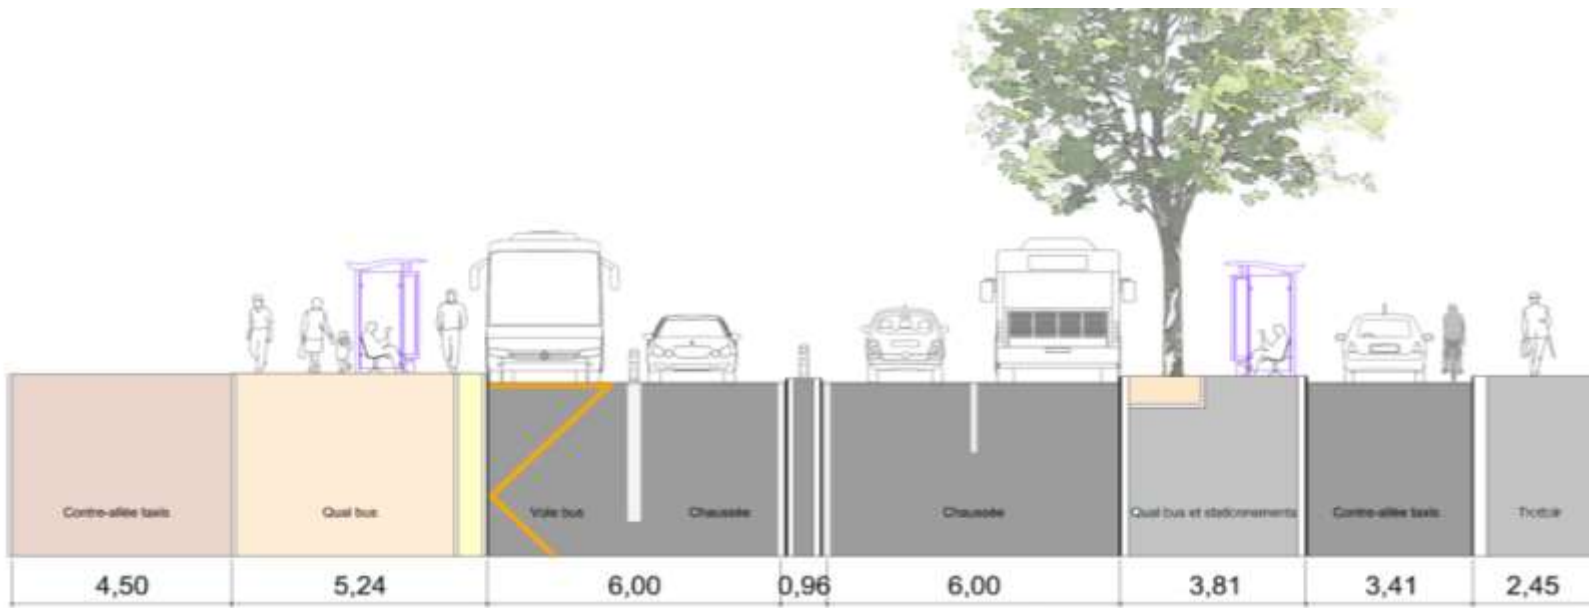 Contre-allée taxis
Quai bus
Voie bus
Chaussée
Chaussée
Quai bus et stationnements
Contre-allée taxis
Trottoir
4,50
5,24
6,00
0,96
6,00
3,81
3,41
2,45